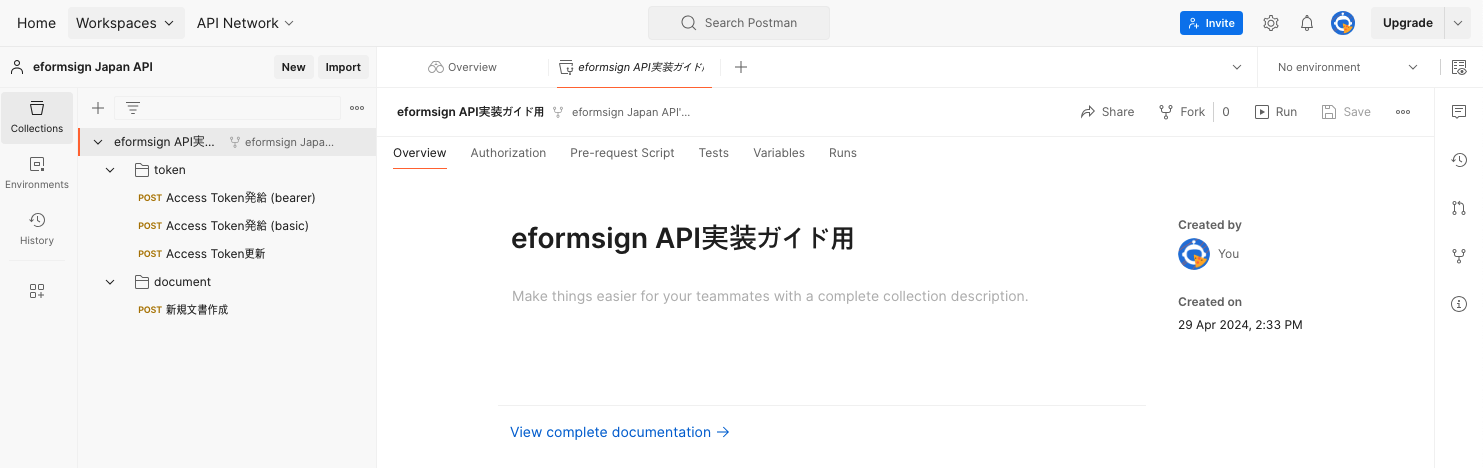 Home Workspaces API Network Search Postman Invite Upgrade
eformsign Japan API New Import Overview eformsign API実装ガイド No environment
Collections
Environments
History
eformsign API実... eformsign Japa...
token
POST Access Token発給 (bearer)
POST Access Token発給 (basic)
POST Access Token更新
document
POST 新規文書作成
eformsign API実装ガイド用 eformsign Japan API'... Share Fork 0 Run Save
Overview Authorization Pre-request Script Tests Variables Runs
eformsign API実装ガイド用
Make things easier for your teammates with a complete collection description.
View complete documentation →
Created by
You
Created on
29 Apr 2024, 2:33 PM